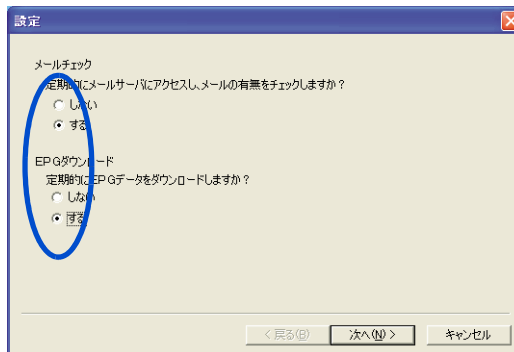 設定
メールチェック
定期的にメールサーバにアクセスし、メールの有無をチェックしますか？
しない
する
EPGダウンロード
定期的にEPGデータをダウンロードしますか？
しない
する
< 戻る(B)
次へ(N) >
キャンセル